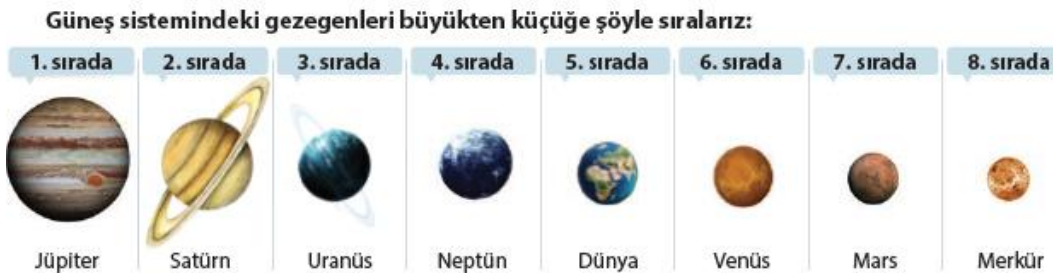 Güneş sistemindeki gezegenleri büyükten küçüğe şöyle sıralarız:
1. sırada 2. sırada 3. sırada 4. sırada 5. sırada 6. sırada 7. sırada 8. sırada
Jüpiter Satürn Uranüs Neptün Dünya Venüs Mars Merkür